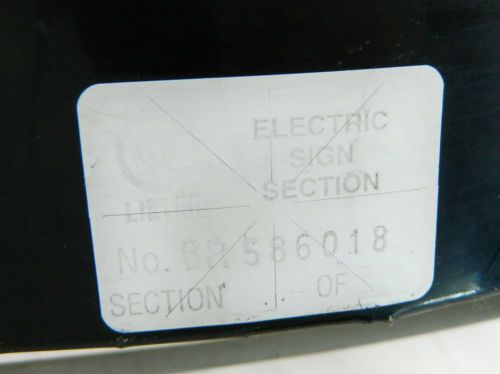 ELECTRIC
SIGN
SECTION
LISTED
No. 586018
SECTION OF